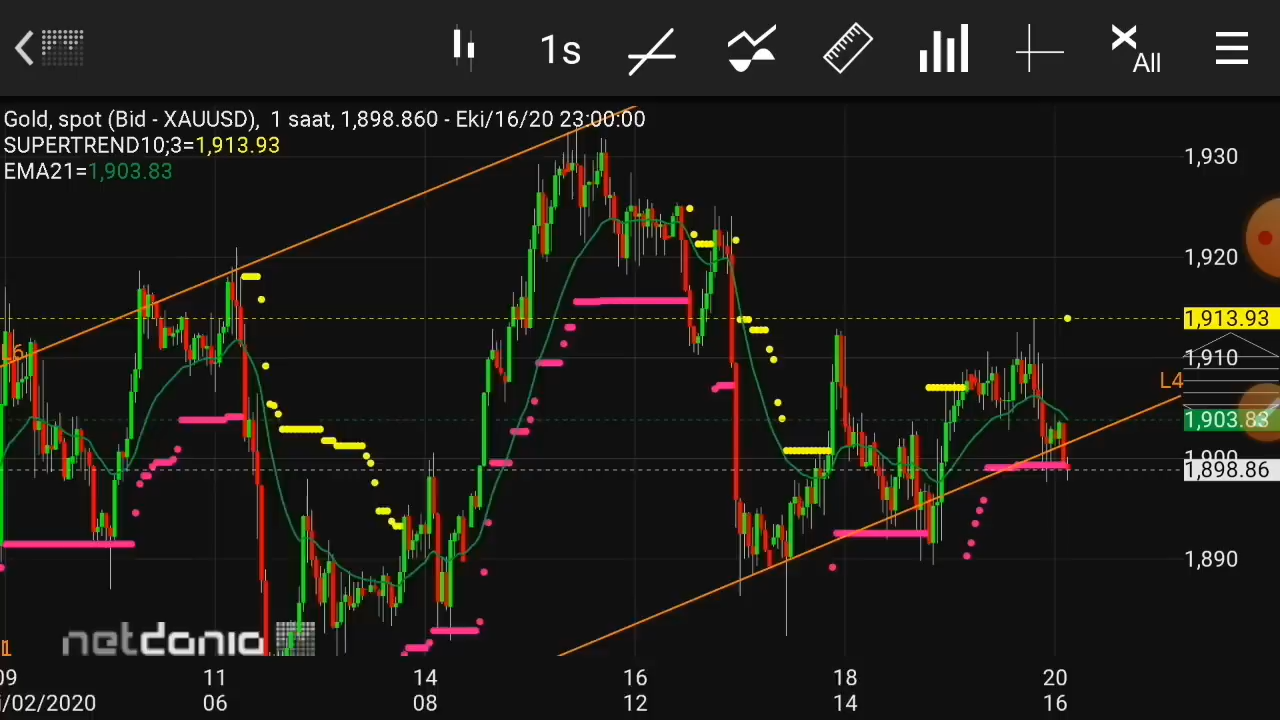 1s
All
Gold, spot (Bid - XAUUSD), 1 saat, 1,898.860 - Eki/16/20 23:00:00
SUPERTREND10;3=1,913.93
EMA21=1,903.83
1,930
1,920
1,913.93
1,910
L6
L4
1,903.83
1,898.86
1,890
netdania
1
09 11 14 16 18 20
i/02/2020 06 08 12 14 16